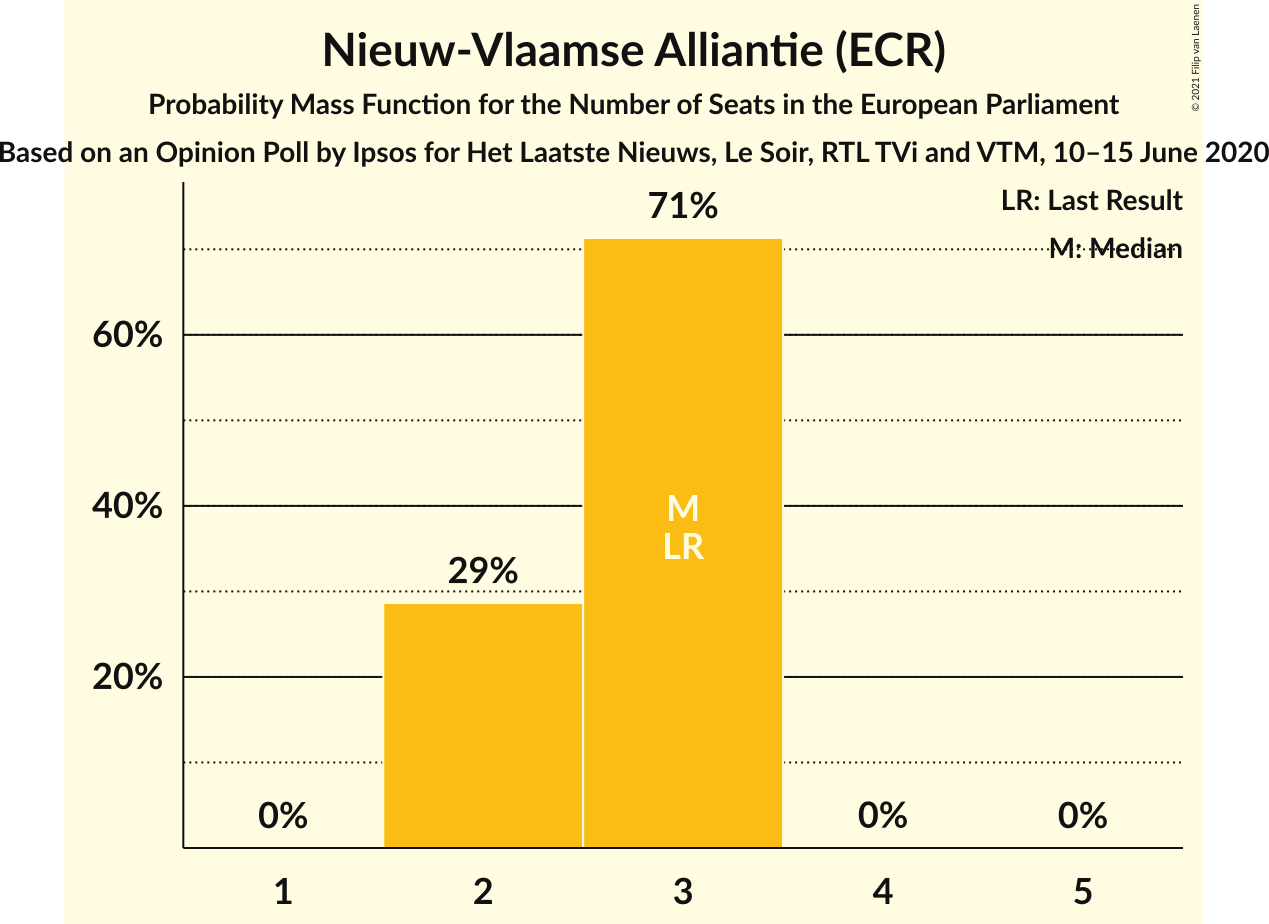 Nieuw-Vlaamse Alliantie (ECR)
Probability Mass Function for the Number of Seats in the European Parliament
Based on an Opinion Poll by Ipsos for Het Laatste Nieuws, Le Soir, RTL TVi and VTM, 10–15 June 2020
© 2021 Filip van Laenen
LR: Last Result
M: Median
71%
60%
40%
M
LR
29%
20%
0%
0%
0%
1
2
3
4
5